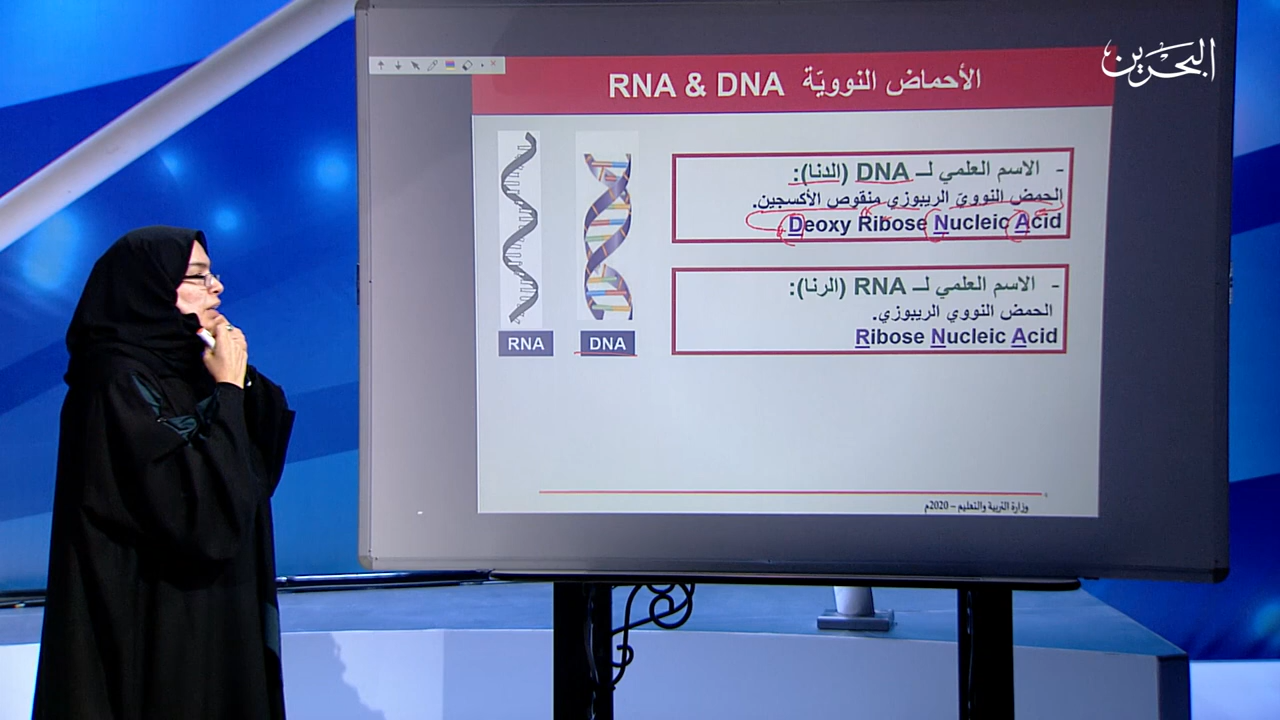 البحرين
الأحماض النوويّة RNA & DNA
- الاسم العلمي لـ DNA (الدنا):
الحمض النوويّ الريبوزي منقوص الأكسجين.
Deoxy Ribose Nucleic Acid
- الاسم العلمي لـ RNA (الرنا):
الحمض النووي الريبوزي.
Ribose Nucleic Acid
RNA
DNA
وزارة التربية والتعليم – 2020م